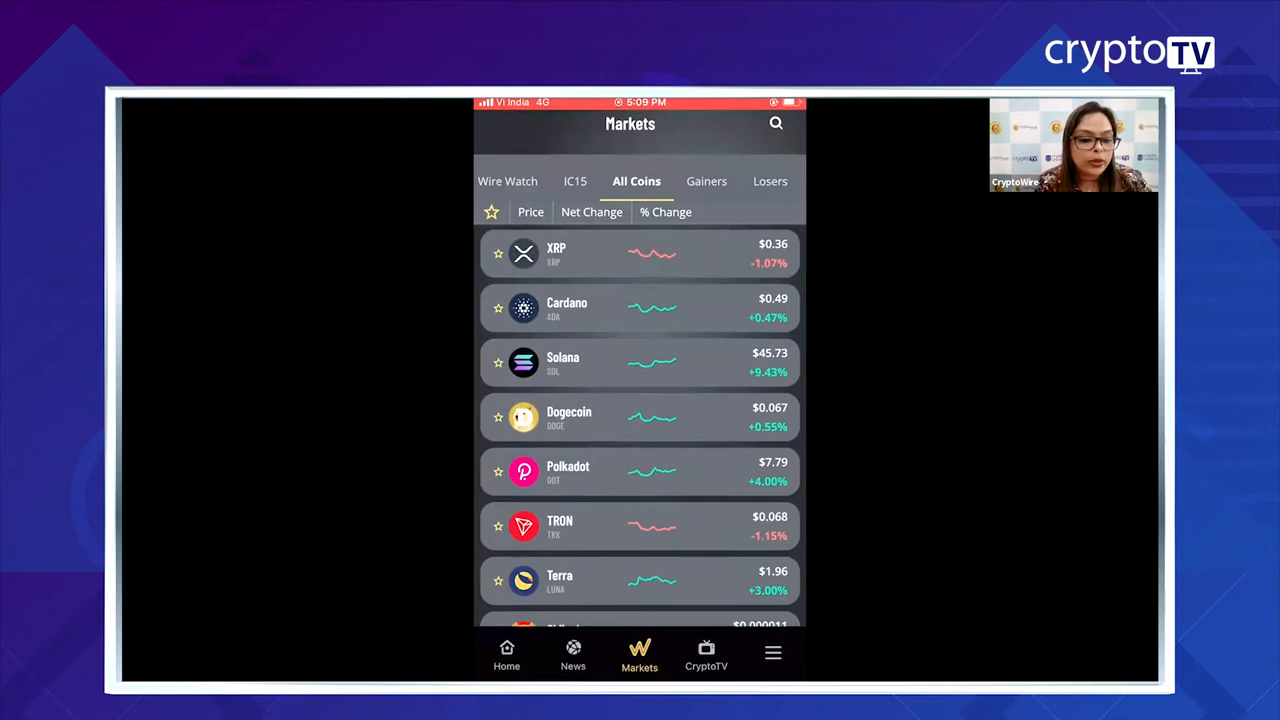 cryptoTV
Vi India 4G
5:09 PM
Markets
Wire Watch
IC15
All Coins
Gainers
Losers
Price
Net Change
% Change
XRP
XRP
$0.36
-1.07%
Cardano
ADA
$0.49
+0.47%
Solana
SOL
$45.73
+9.43%
Dogecoin
DOGE
$0.067
+0.55%
Polkadot
DOT
$7.79
+4.00%
TRON
TRX
$0.068
-1.15%
Terra
LUNA
$1.96
+3.00%
$0.000011
Home
News
Markets
CryptoTV
CryptoWire